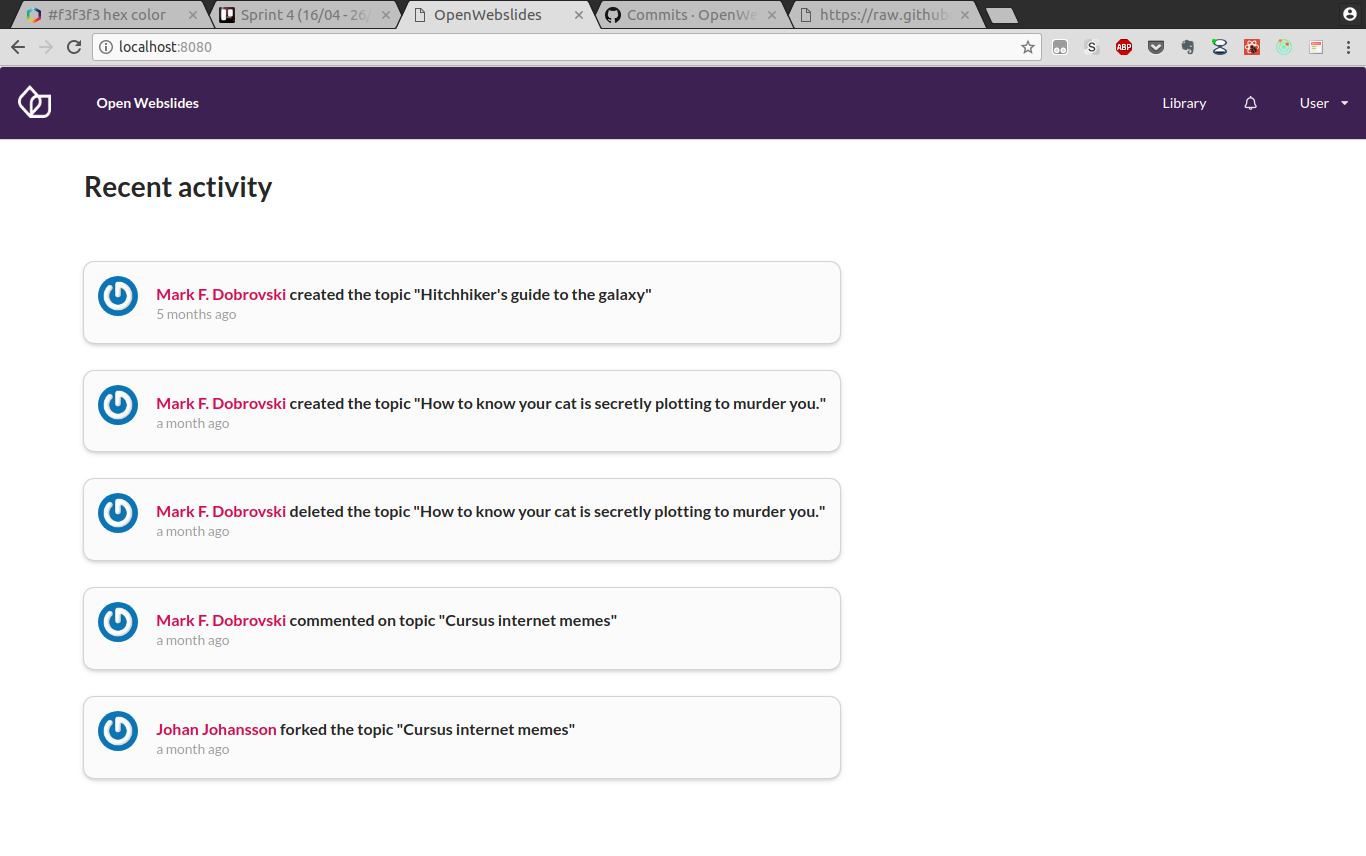 #f3f3f3 hex color
Sprint 4 (16/04 - 26/
OpenWebslides
Commits · OpenWe
https://raw.github
localhost:8080
S
ABP
Open Webslides
Library
User
Recent activity
Mark F. Dobrovski created the topic "Hitchhiker's guide to the galaxy"
5 months ago
Mark F. Dobrovski created the topic "How to know your cat is secretly plotting to murder you."
a month ago
Mark F. Dobrovski deleted the topic "How to know your cat is secretly plotting to murder you."
a month ago
Mark F. Dobrovski commented on topic "Cursus internet memes"
a month ago
Johan Johansson forked the topic "Cursus internet memes"
a month ago